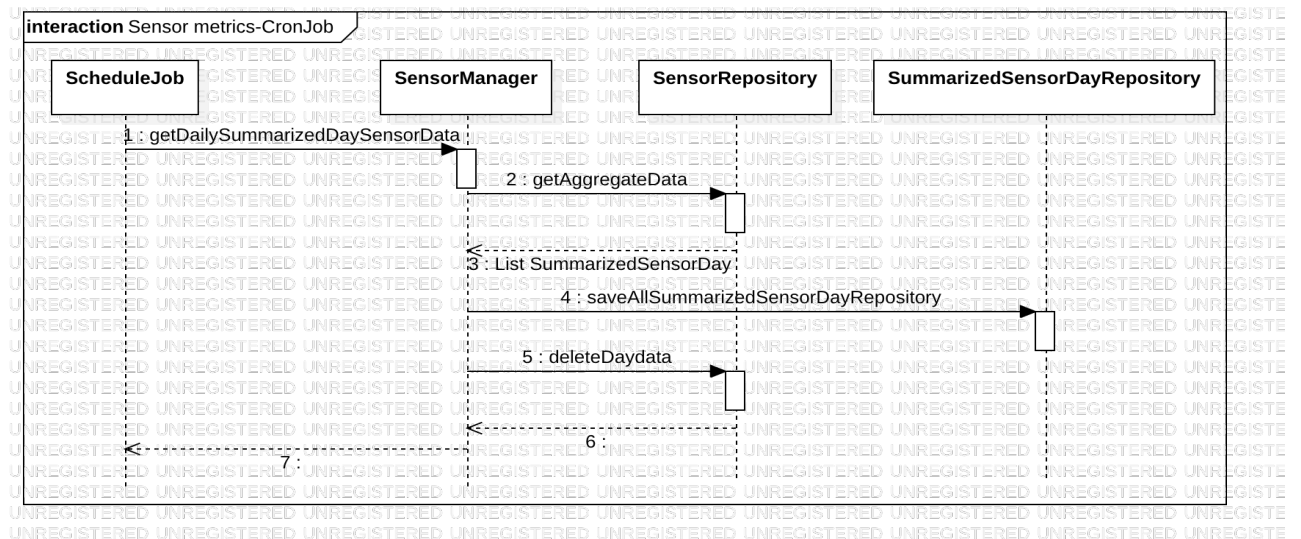 interaction Sensor metrics-CronJob
ScheduleJob
SensorManager
SensorRepository
SummarizedSensorDayRepository
1 : getDailySummarizedDaySensorData
2 : getAggregateData
3 : List SummarizedSensorDay
4 : saveAllSummarizedSensorDayRepository
5 : deleteDaydata
6 :
7 :
UNREGISTERED